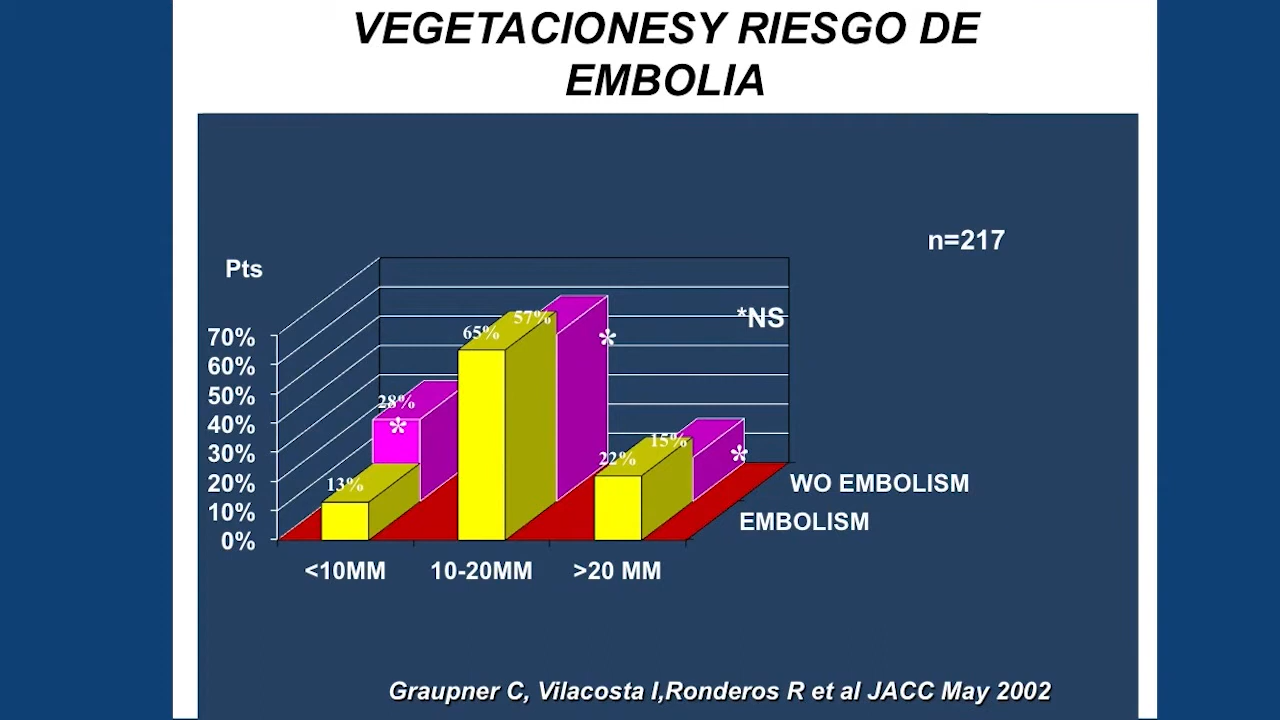 VEGETACIONESY RIESGO DE
EMBOLIA
n=217
Pts
*NS
70%
60%
50%
40%
30%
20%
10%
0%
28%
*
13%
65%
57%
*
22%
15%
*
WO EMBOLISM
EMBOLISM
<10MM
10-20MM
>20 MM
Graupner C, Vilacosta I,Ronderos R et al JACC May 2002